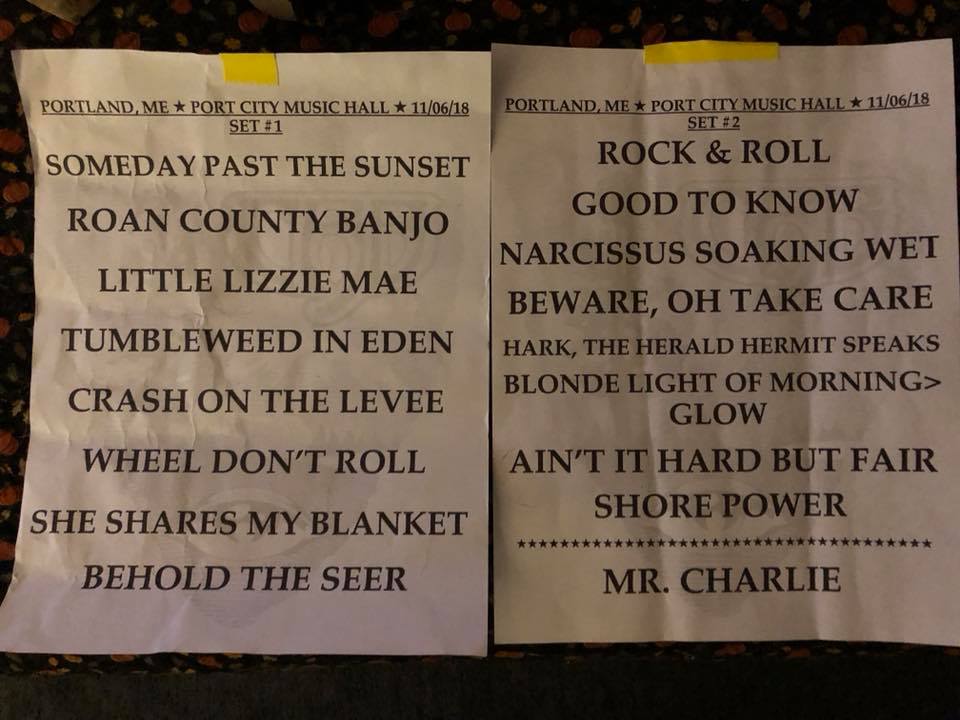 PORTLAND, ME ★ PORT CITY MUSIC HALL ★ 11/06/18
SET #1
SOMEDAY PAST THE SUNSET
ROAN COUNTY BANJO
LITTLE LIZZIE MAE
TUMBLEWEED IN EDEN
CRASH ON THE LEVEE
WHEEL DON'T ROLL
SHE SHARES MY BLANKET
BEHOLD THE SEER
PORTLAND, ME ★ PORT CITY MUSIC HALL ★ 11/06/18
SET #2
ROCK & ROLL
GOOD TO KNOW
NARCISSUS SOAKING WET
BEWARE, OH TAKE CARE
HARK, THE HERALD HERMIT SPEAKS
BLONDE LIGHT OF MORNING>
GLOW
AIN'T IT HARD BUT FAIR
SHORE POWER
★★★★★★★★★★★★★★★★★★★★★★★★★★★★★★★★★★★★★★★★★★★★★★
MR. CHARLIE